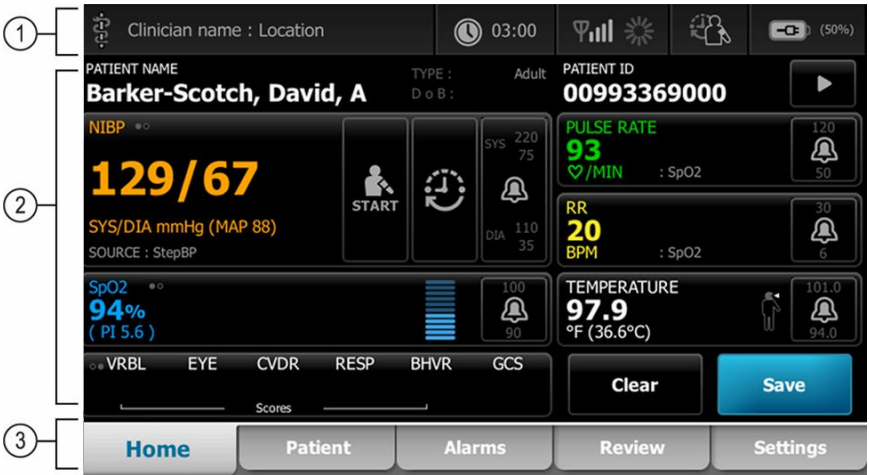 1
Clinician name : Location
03:00
(50%)
2
PATIENT NAME
Barker-Scotch, David, A
TYPE : Adult
D o B :
PATIENT ID
00993369000
NIBP
129/67
SYS/DIA mmHg (MAP 88)
SOURCE : StepBP
START
SYS 220
75
DIA 110
35
PULSE RATE
93
/MIN : SpO2
120
50
RR
20
BPM : SpO2
30
6
SpO2
94%
( PI 5.6 )
100
90
TEMPERATURE
97.9
°F (36.6°C)
101.0
94.0
VRBL EYE CVDR RESP BHVR GCS
Scores
Clear
Save
3
Home Patient Alarms Review Settings